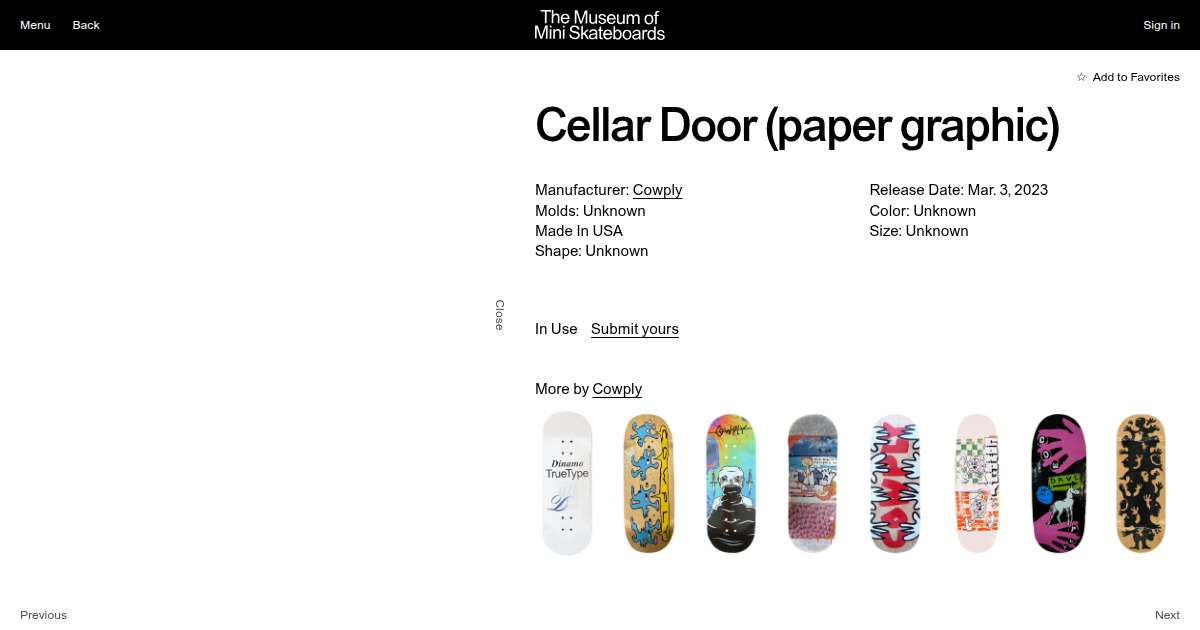 Menu
Back
The Museum of
Mini Skateboards
Sign in
☆ Add to Favorites
Cellar Door (paper graphic)
Manufacturer: Cowply
Molds: Unknown
Made In USA
Shape: Unknown
Release Date: Mar. 3, 2023
Color: Unknown
Size: Unknown
Close
In Use
Submit yours
More by Cowply
Dinamo
TrueType
COWPLY
DAVE
Previous
Next